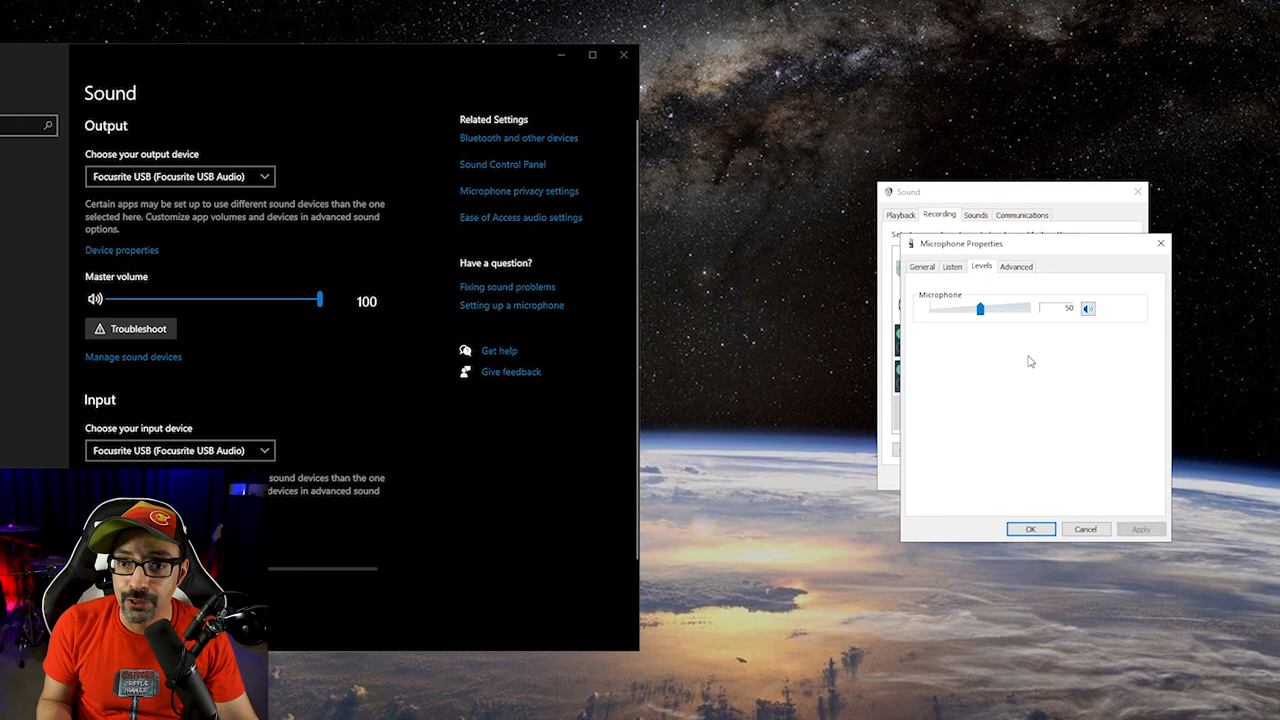 Sound
Output
Choose your output device
Focusrite USB (Focusrite USB Audio)
Certain apps may be set up to use different sound devices than the one
selected here. Customize app volumes and devices in advanced sound
options.
Device properties
Master volume
100
Troubleshoot
Manage sound devices
Input
Choose your input device
Focusrite USB (Focusrite USB Audio)
sound devices than the one
devices in advanced sound
Related Settings
Bluetooth and other devices
Sound Control Panel
Microphone privacy settings
Ease of Access audio settings
Have a question?
Fixing sound problems
Setting up a microphone
Get help
Give feedback
Sound
Playback Recording Sounds Communications
Microphone Properties
General Listen Levels Advanced
Microphone
50
OK Cancel Apply